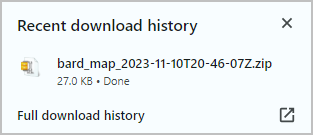 Recent download history
bard_map_2023-11-10T20-46-07Z.zip
27.0 KB • Done
Full download history